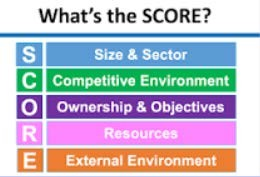 What's the SCORE?
S Size & Sector
C Competitive Environment
O Ownership & Objectives
R Resources
E External Environment